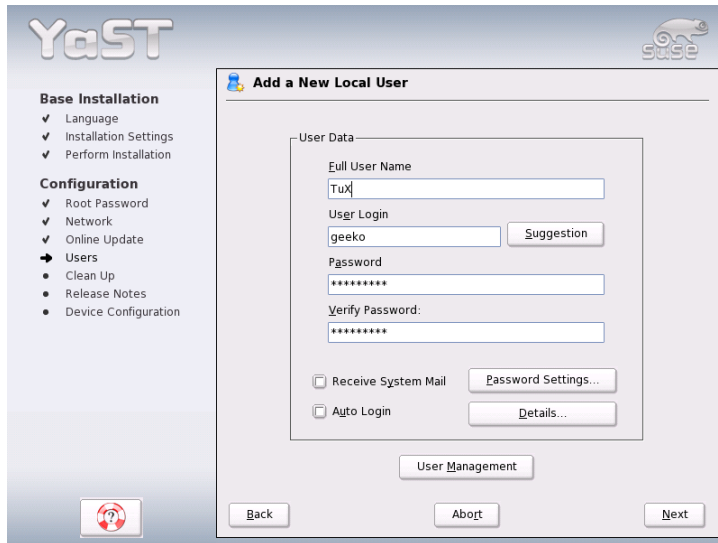 YaST
SUSE
Base Installation
Language
Installation Settings
Perform Installation
Configuration
Root Password
Network
Online Update
Users
Clean Up
Release Notes
Device Configuration
Add a New Local User
User Data
Full User Name
TuX
User Login
geeko
Suggestion
Password
*********
Verify Password:
*********
Receive System Mail
Password Settings...
Auto Login
Details...
User Management
?
Back
Abort
Next